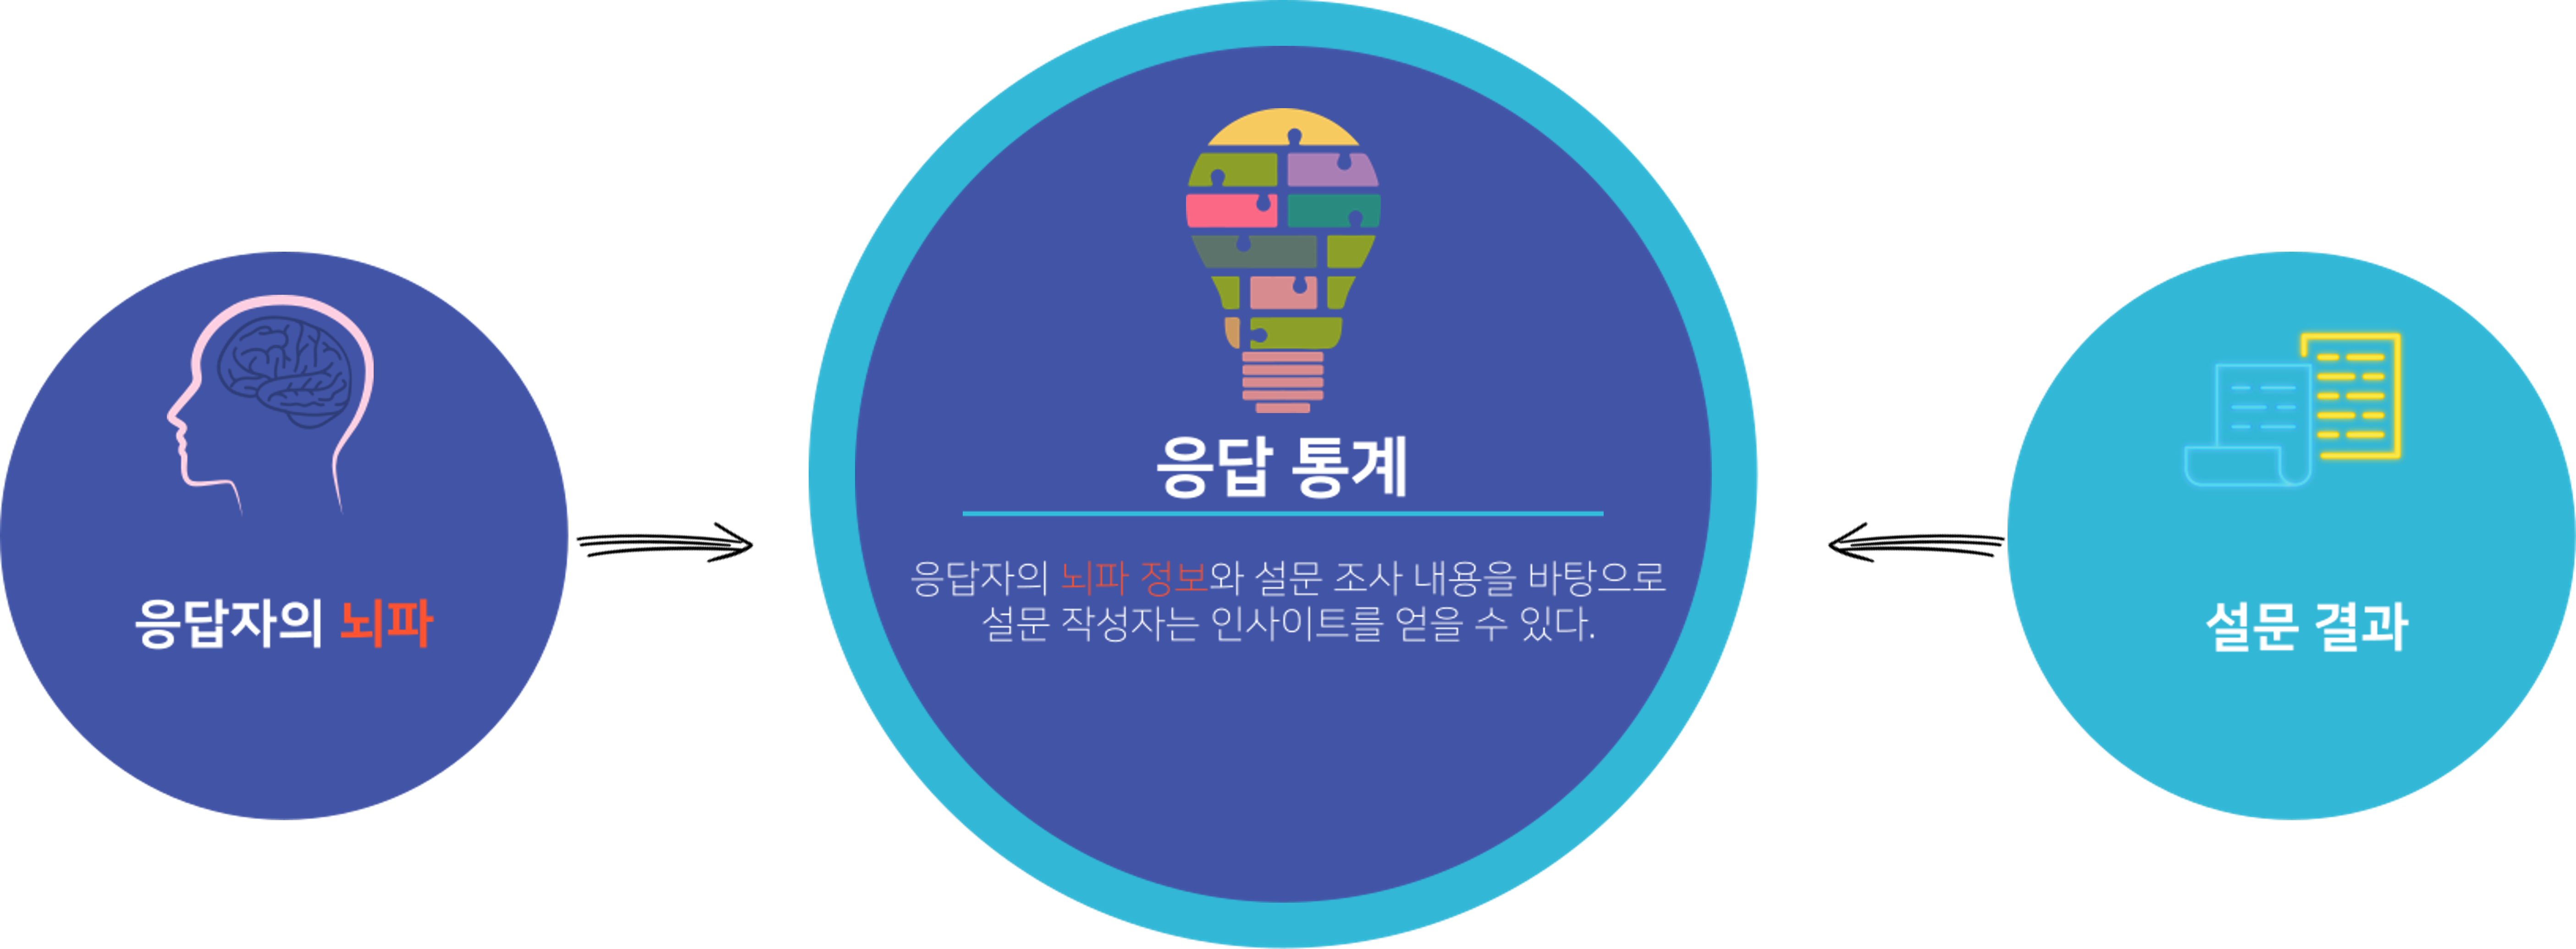 응답자의 뇌파
응답 통계
응답자의 뇌파 정보와 설문 조사 내용을 바탕으로
설문 작성자는 인사이트를 얻을 수 있다.
설문 결과